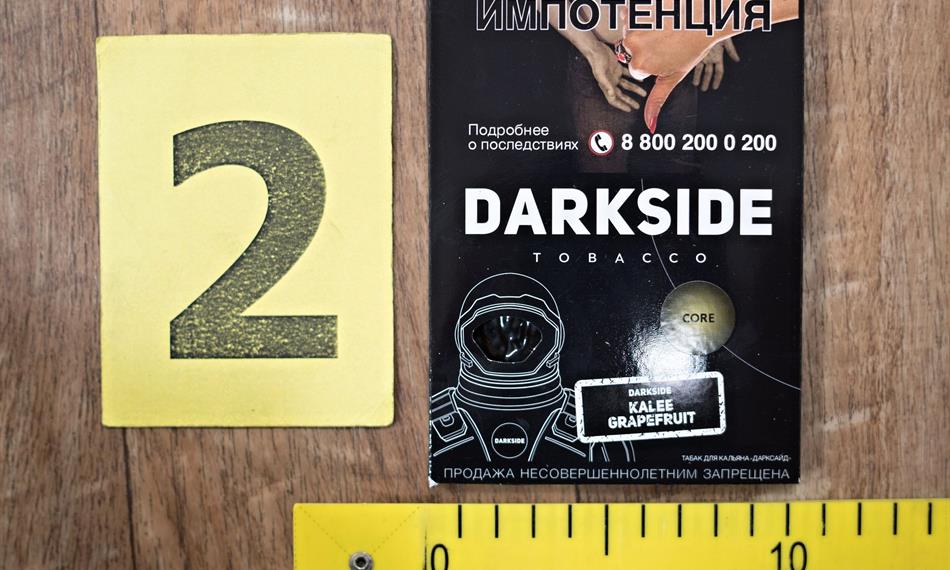 2
ИМПОТЕНЦИЯ
Подробнее
о последствиях
8 800 200 0 200
DARKSIDE
TOBACCO
CORE
DARKSIDE
KALEE
GRAPEFRUIT
DARKSIDE
ТАБАК ДЛЯ КАЛЬЯНА «ДАРКСАЙД»
ПРОДАЖА НЕСОВЕРШЕННОЛЕТНИМ ЗАПРЕЩЕНА
0 10